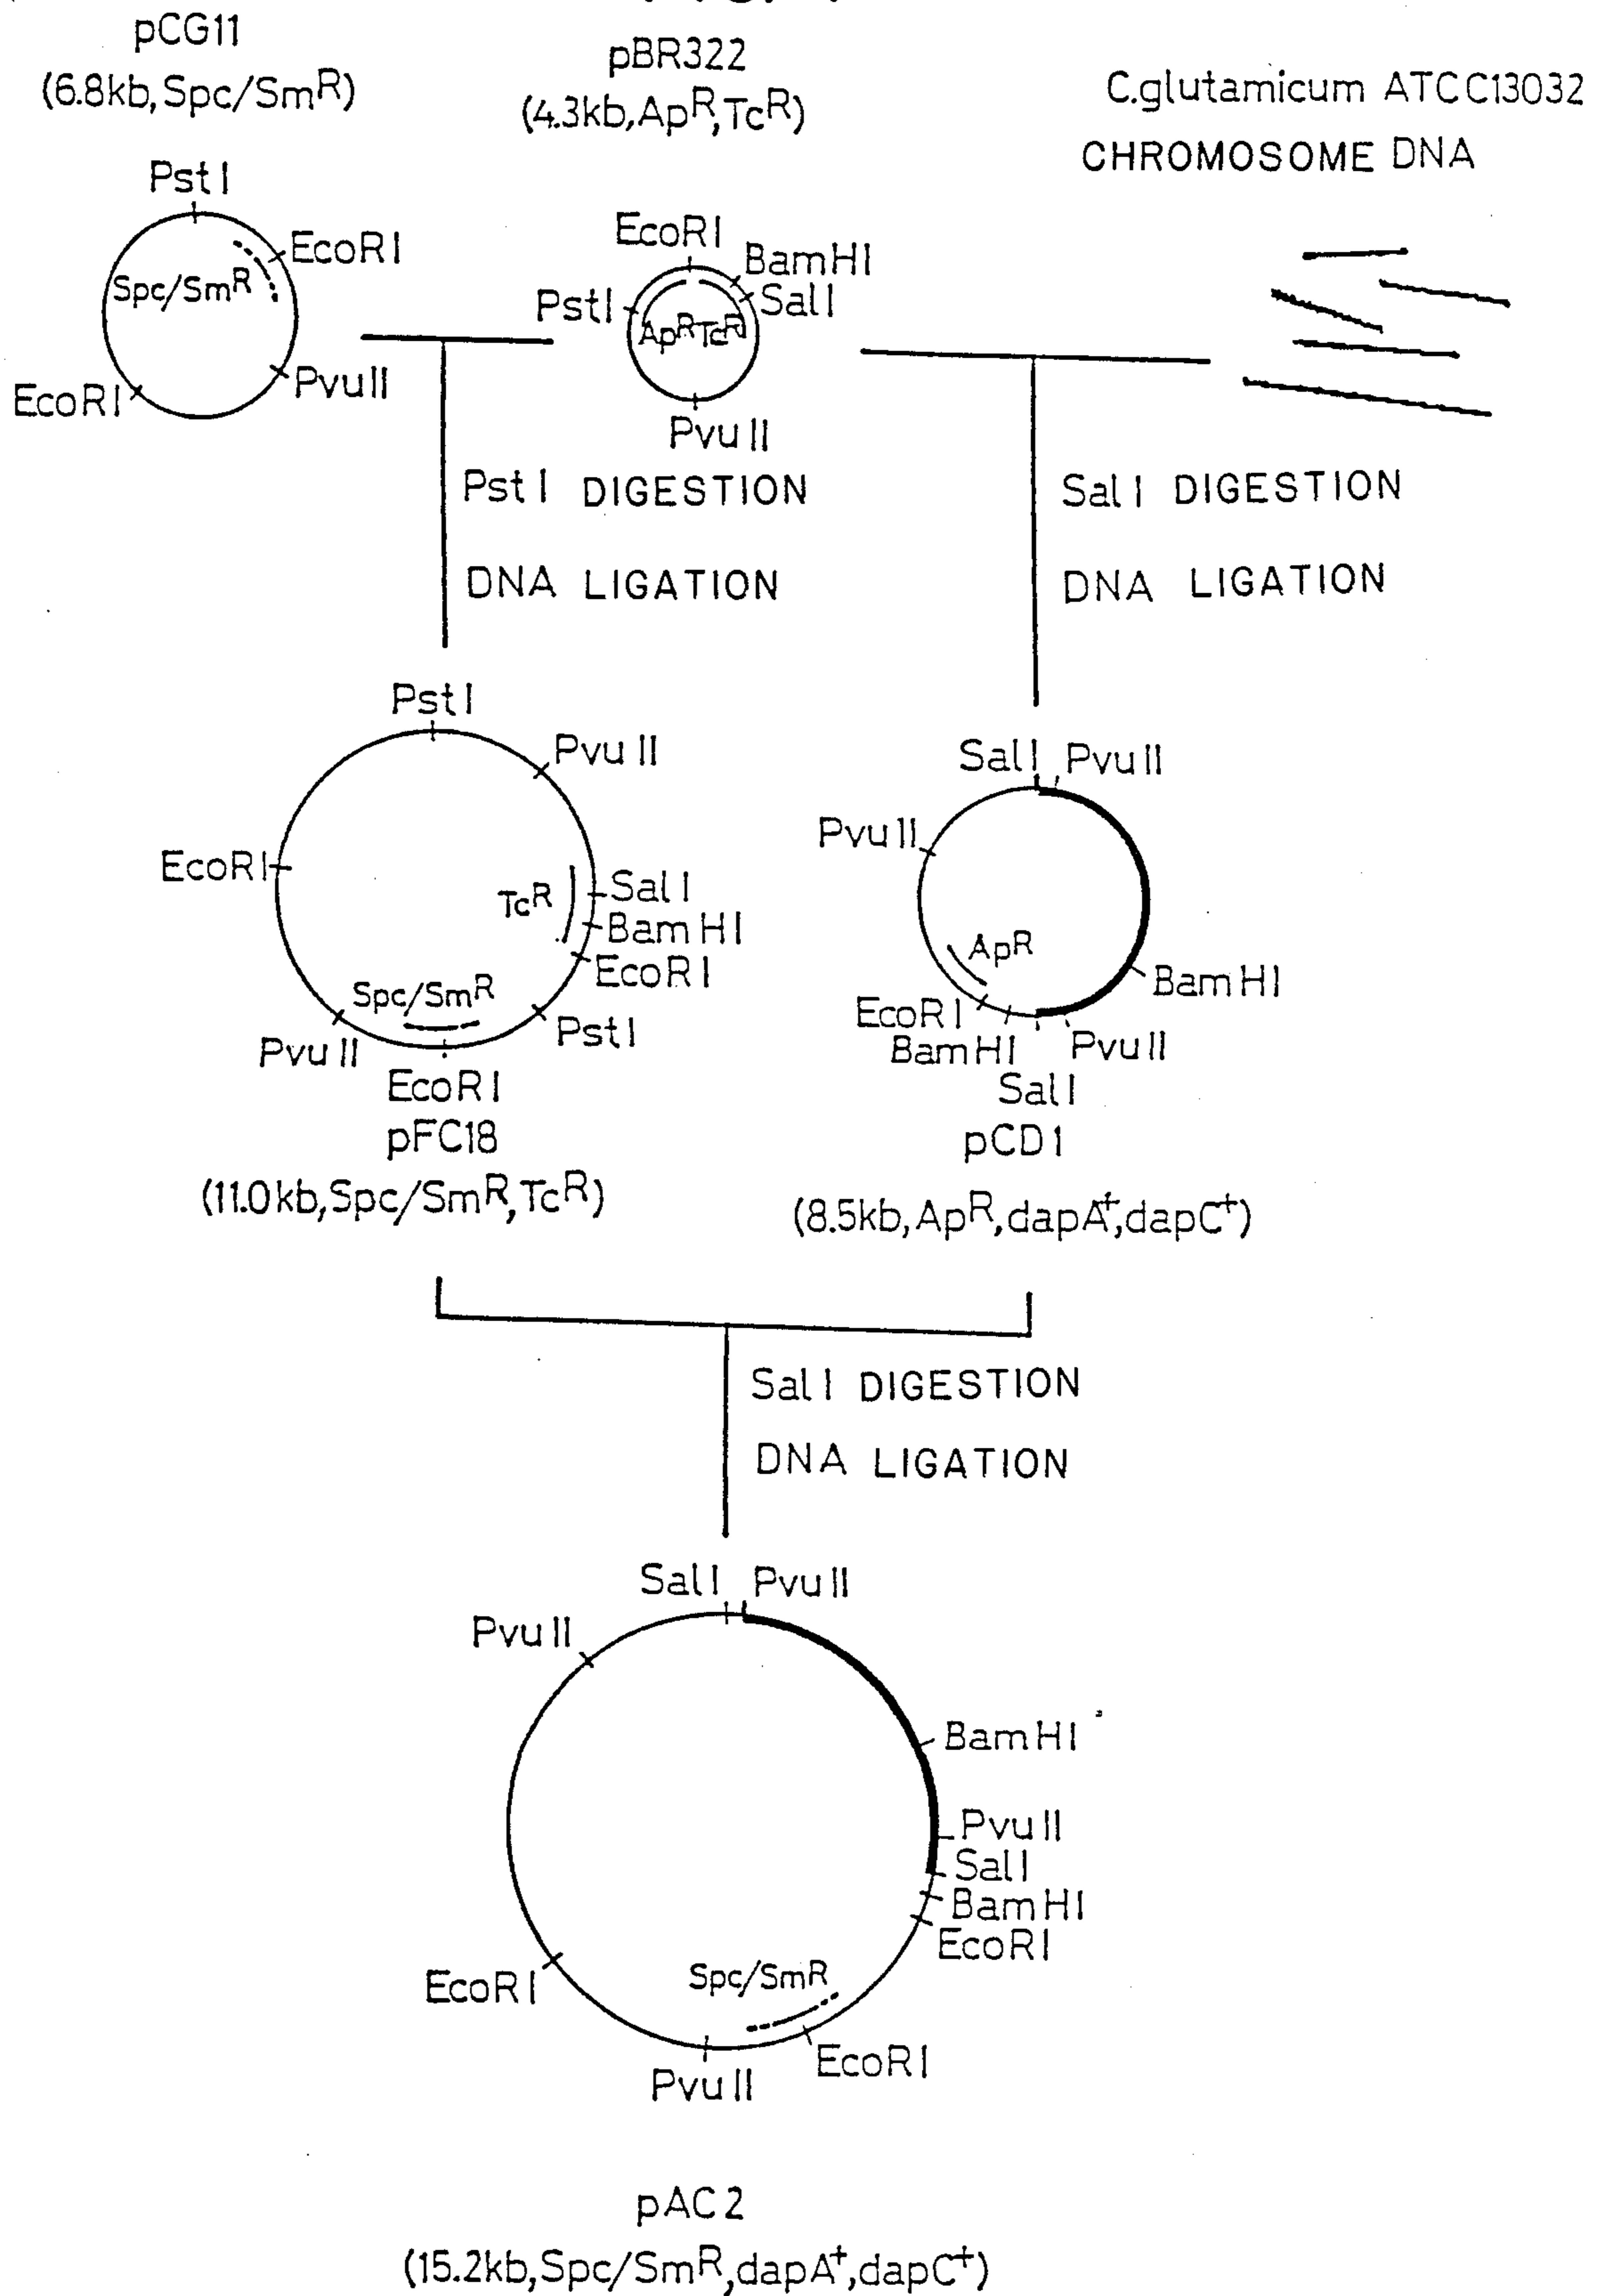 pCG11
(6.8kb,Spc/SmR)
pBR322
(4.3kb,ApR,TcR)
C.glutamicum ATCC13032
CHROMOSOME DNA
PstI
EcoRI
Spc/SmR
PvuII
EcoRI
EcoRI
BamHI
SalI
PstI
ApR TcR
PvuII
PstI DIGESTION
DNA LIGATION
SalI DIGESTION
DNA LIGATION
PstI
PvuII
EcoRI
TcR
SalI
BamHI
EcoRI
Spc/SmR
PstI
PvuII
EcoRI
pFC18
(11.0kb,Spc/SmR,TcR)
SalI
PvuII
PvuII
ApR
BamHI
EcoRI
BamHI
PvuII
SalI
pCD1
(8.5kb,ApR,dapA+,dapC+)
SalI DIGESTION
DNA LIGATION
SalI
PvuII
PvuII
BamHI
PvuII
SalI
BamHI
EcoRI
Spc/SmR
EcoRI
EcoRI
PvuII
pAC2
(15.2kb,Spc/SmR,dapA+,dapC+)